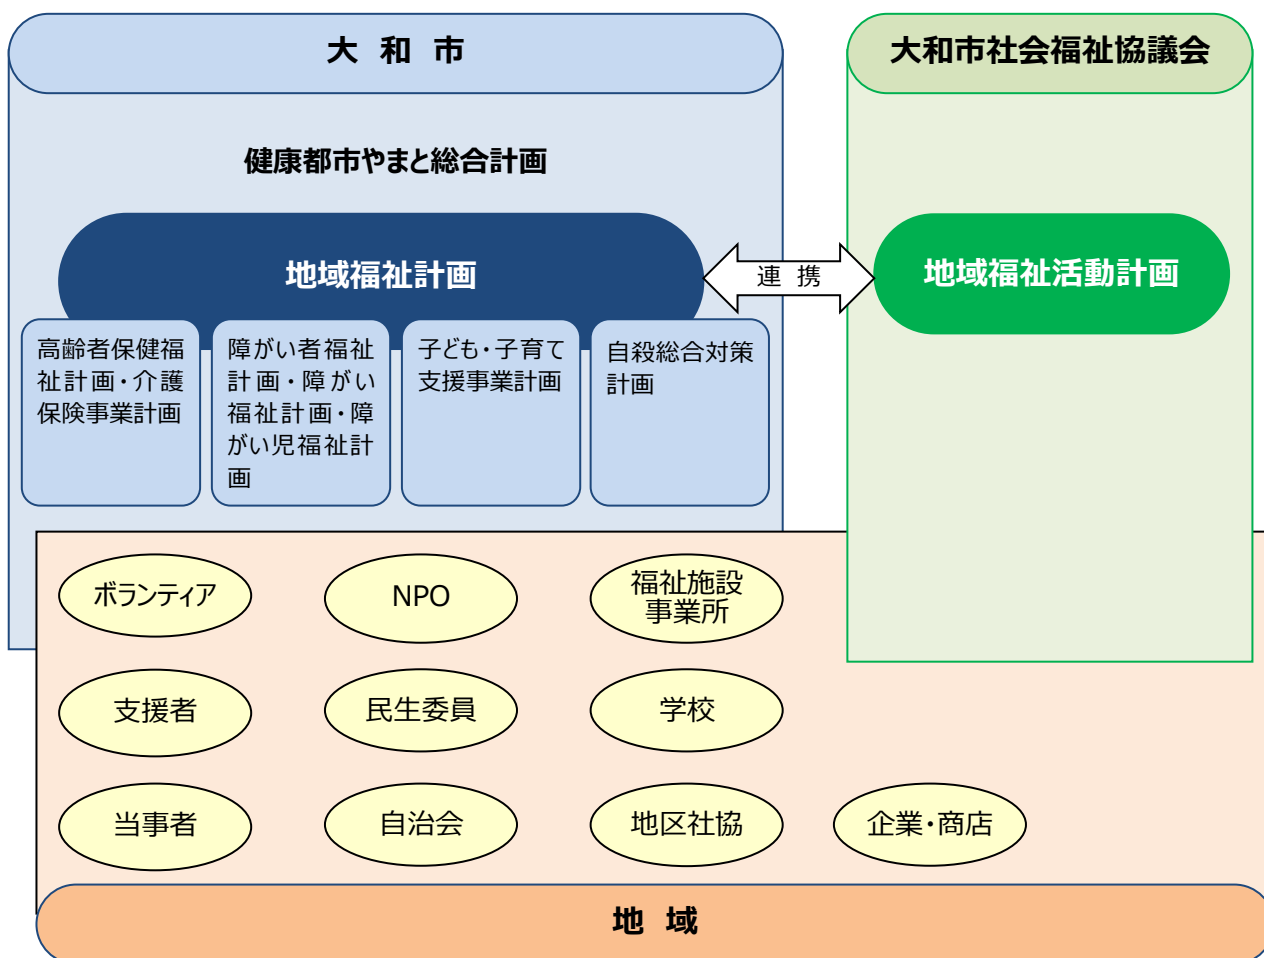 大 和 市
大和市社会福祉協議会
健康都市やまと総合計画
地域福祉計画
連 携
地域福祉活動計画
高齢者保健福
祉計画・介護
保険事業計画
障がい者福祉
計画・障がい
福祉計画・障
がい児福祉計
画
子ども・子育て
支援事業計画
自殺総合対策
計画
ボランティア
NPO
福祉施設
事業所
支援者
民生委員
学校
当事者
自治会
地区社協
企業・商店
地 域